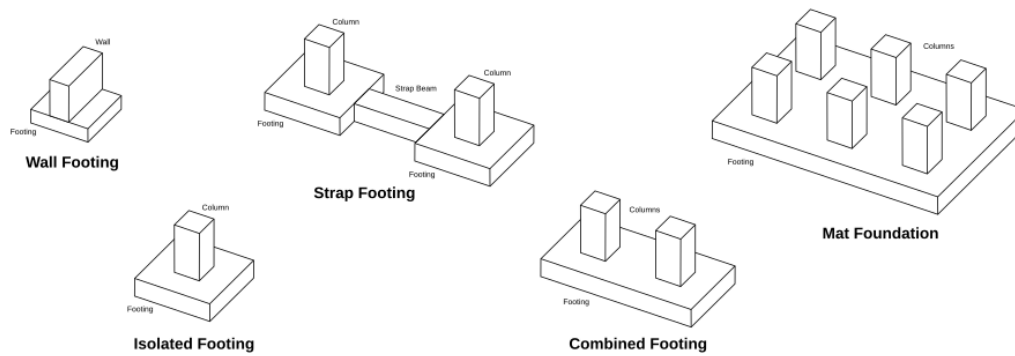 Wall
Footing
Wall Footing
Column
Strap Beam
Column
Footing
Footing
Strap Footing
Columns
Footing
Mat Foundation
Column
Footing
Isolated Footing
Columns
Footing
Combined Footing